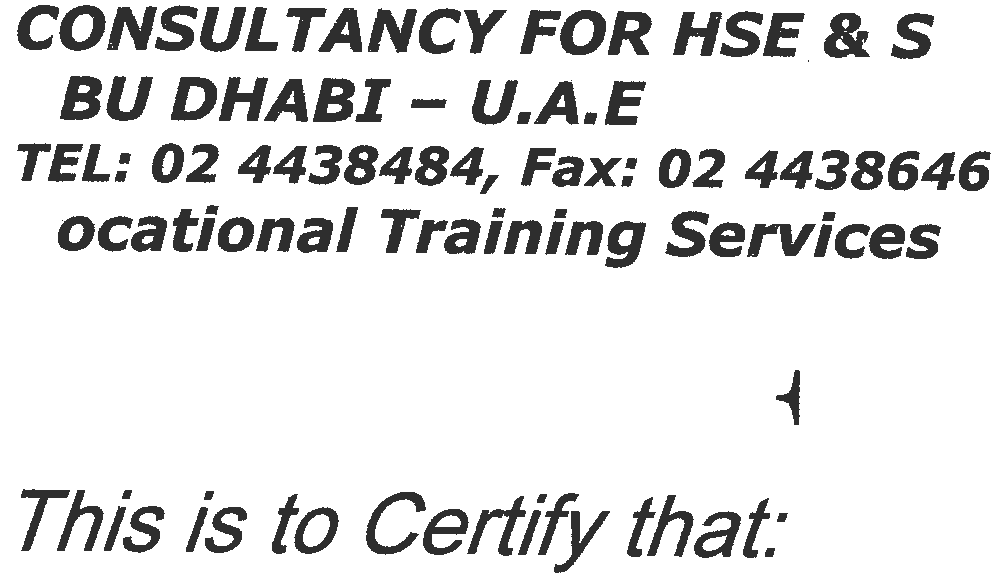 CONSULTANCY FOR HSE & S
BU DHABI – U.A.E
TEL: 02 4438484, Fax: 02 4438646
ocational Training Services
This is to Certify that: